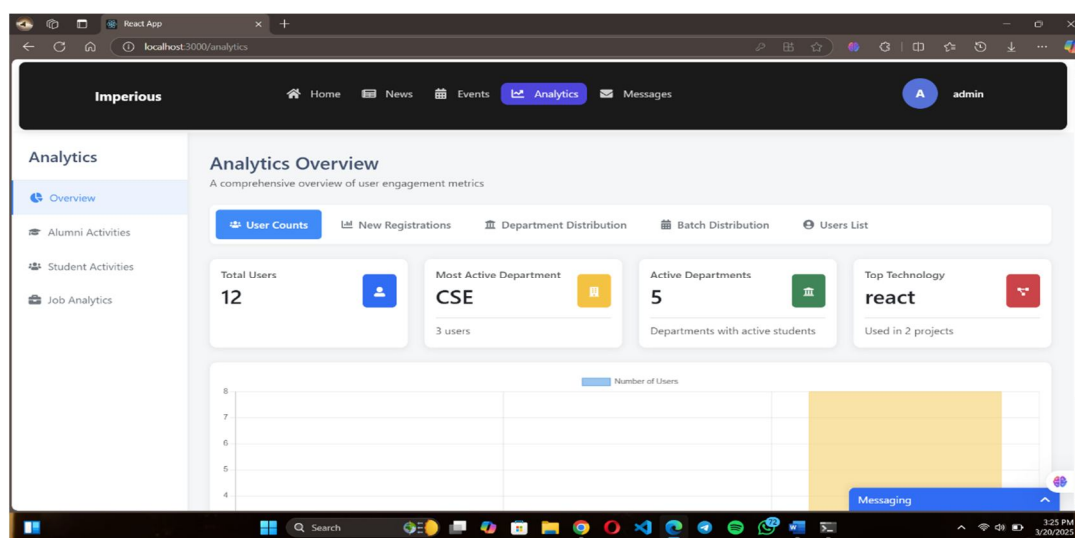 React App
localhost:3000/analytics
Imperious
Home News Events Analytics Messages
A admin
Analytics
Overview
Alumni Activities
Student Activities
Job Analytics
Analytics Overview
A comprehensive overview of user engagement metrics
User Counts New Registrations Department Distribution Batch Distribution Users List
Total Users
12
Most Active Department
CSE
3 users
Active Departments
5
Departments with active students
Top Technology
react
Used in 2 projects
Number of Users
8
7
6
5
4
Messaging
Search
72
3:25 PM
3/20/2025